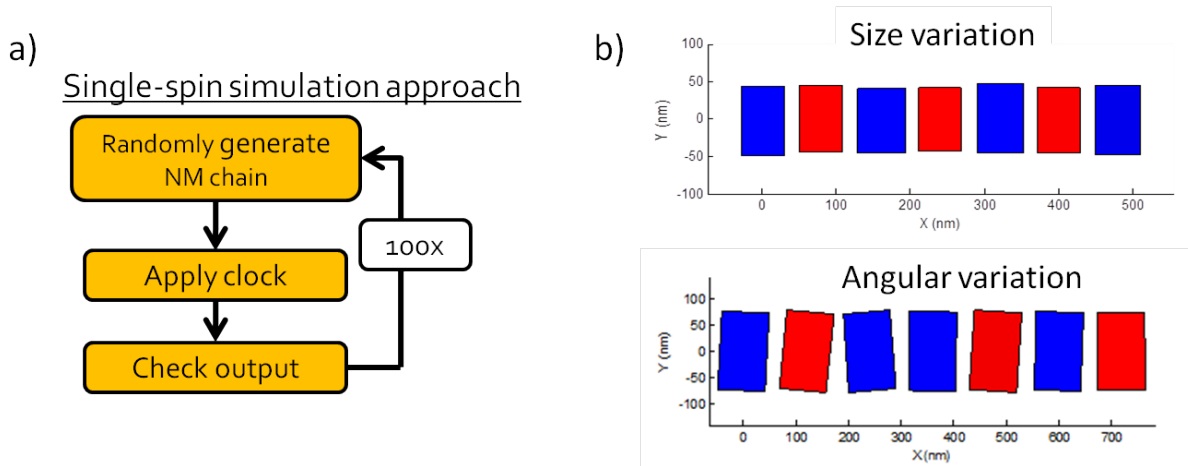 a)
Single-spin simulation approach
Randomly generate
NM chain
Apply clock
Check output
100x
b)
Size variation
100
50
0
-50
-100
Y (nm)
0 100 200 300 400 500
X (nm)
Angular variation
100
50
0
-50
-100
Y (nm)
0 100 200 300 400 500 600 700
X(nm)